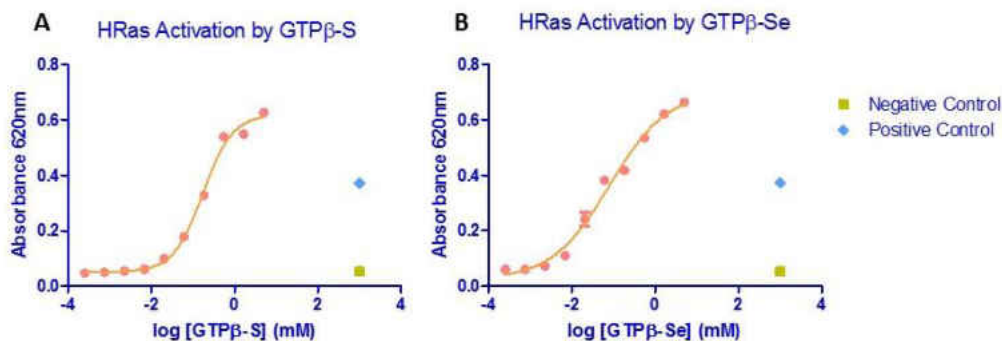 A
HRas Activation by GTPβ-S
Absorbance 620nm
0.8
0.6
0.4
0.2
0.0
-4
-2
0
2
4
log [GTPβ-S] (mM)
B
HRas Activation by GTPβ-Se
Absorbance 620nm
0.8
0.6
0.4
0.2
0.0
-4
-2
0
2
4
log [GTPβ-Se] (mM)
Negative Control
Positive Control